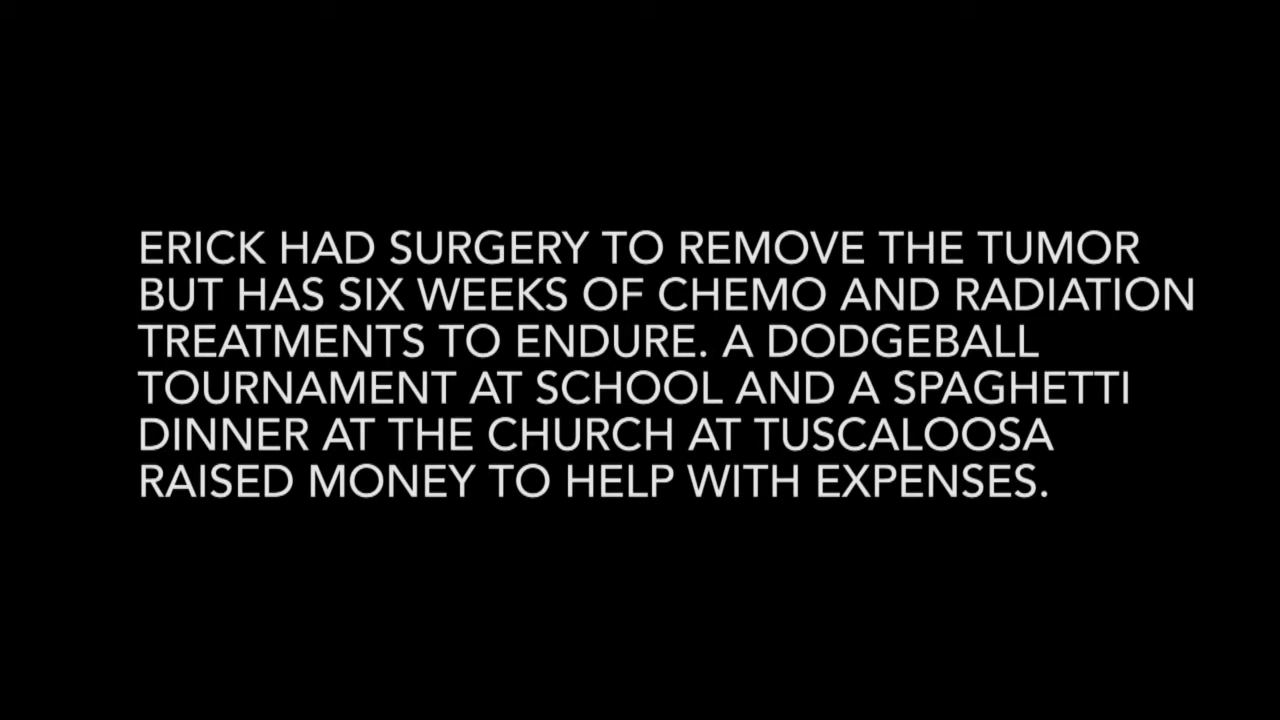 ERICK HAD SURGERY TO REMOVE THE TUMOR
BUT HAS SIX WEEKS OF CHEMO AND RADIATION
TREATMENTS TO ENDURE. A DODGEBALL
TOURNAMENT AT SCHOOL AND A SPAGHETTI
DINNER AT THE CHURCH AT TUSCALOOSA
RAISED MONEY TO HELP WITH EXPENSES.